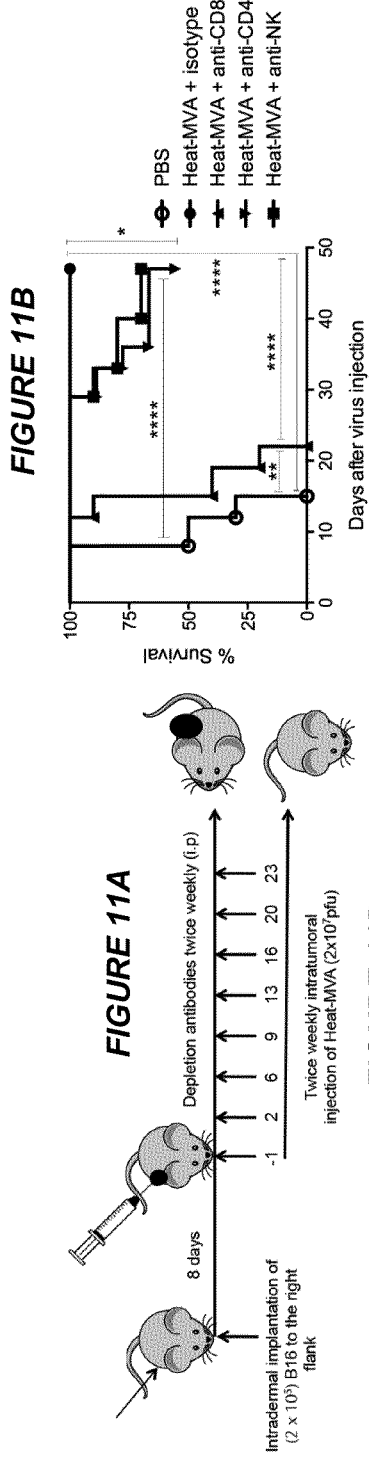 FIGURE 11A
8 days
Depletion antibodies twice weekly (i.p)
-1 2 6 9 13 16 20 23
Intradermal implantation of
(2 x 10⁵) B16 to the right
flank
Twice weekly intratumoral
injection of Heat-MVA (2x10⁷pfu)
FIGURE 11B
% Survival
100
75
50
25
0
0 10 20 30 40 50
Days after virus injection
*
****
****
****
**
PBS
Heat-MVA + isotype
Heat-MVA + anti-CD8
Heat-MVA + anti-CD4
Heat-MVA + anti-NK